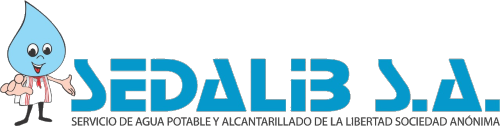 SEDALIB S.A.
SERVICIO DE AGUA POTABLE Y ALCANTARILLADO DE LA LIBERTAD SOCIEDAD ANÓNIMA